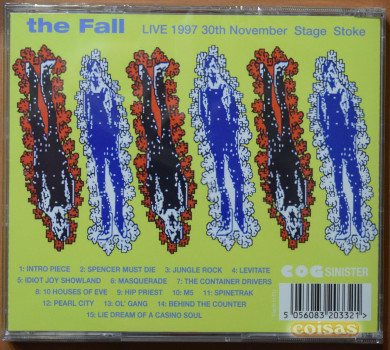 the Fall LIVE 1997 30th November Stage Stoke
1: INTRO PIECE 2: SPENCER MUST DIE 3: JUNGLE ROCK 4: LEVITATE
5: IDIOT JOY SHOWLAND 6: MASQUERADE 7: THE CONTAINER DRIVERS
8: 10 HOUSES OF EVE 9: HIP PRIEST 10: M5 11: SPINETRAK
12: PEARL CITY 13: OL' GANG 14: BEHIND THE COUNTER
15: LIE DREAM OF A CASINO SOUL
COG SINISTER
5 056083 203321 >
coisas